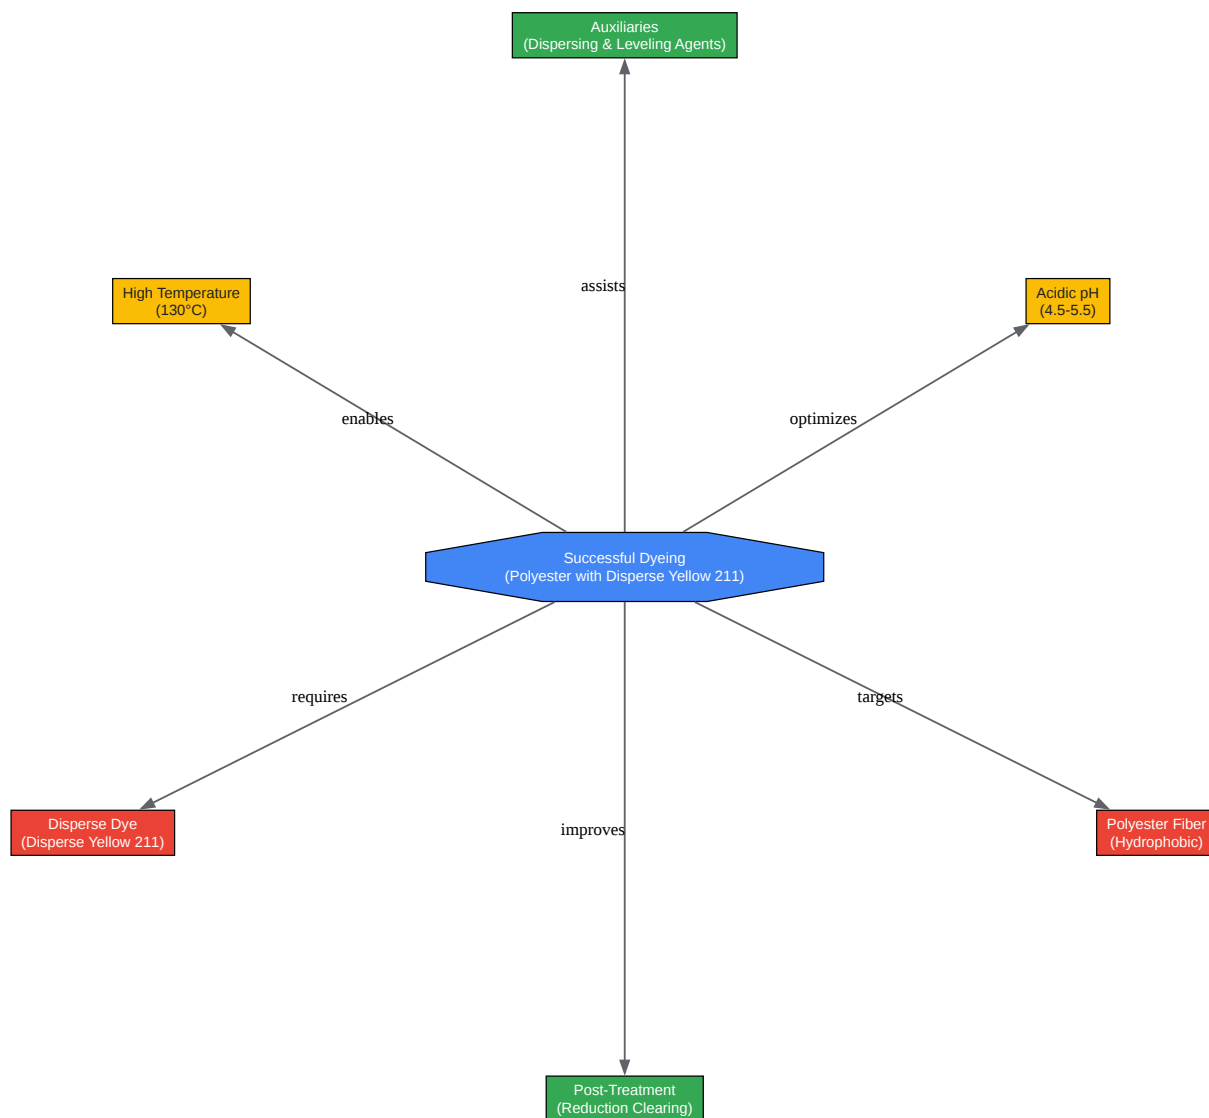 Auxiliaries
(Dispersing & Leveling Agents)
assists
High Temperature
(130°C)
Acidic pH
(4.5-5.5)
enables
optimizes
Successful Dyeing
(Polyester with Disperse Yellow 211)
requires
targets
Disperse Dye
(Disperse Yellow 211)
improves
Polyester Fiber
(Hydrophobic)
Post-Treatment
(Reduction Clearing)